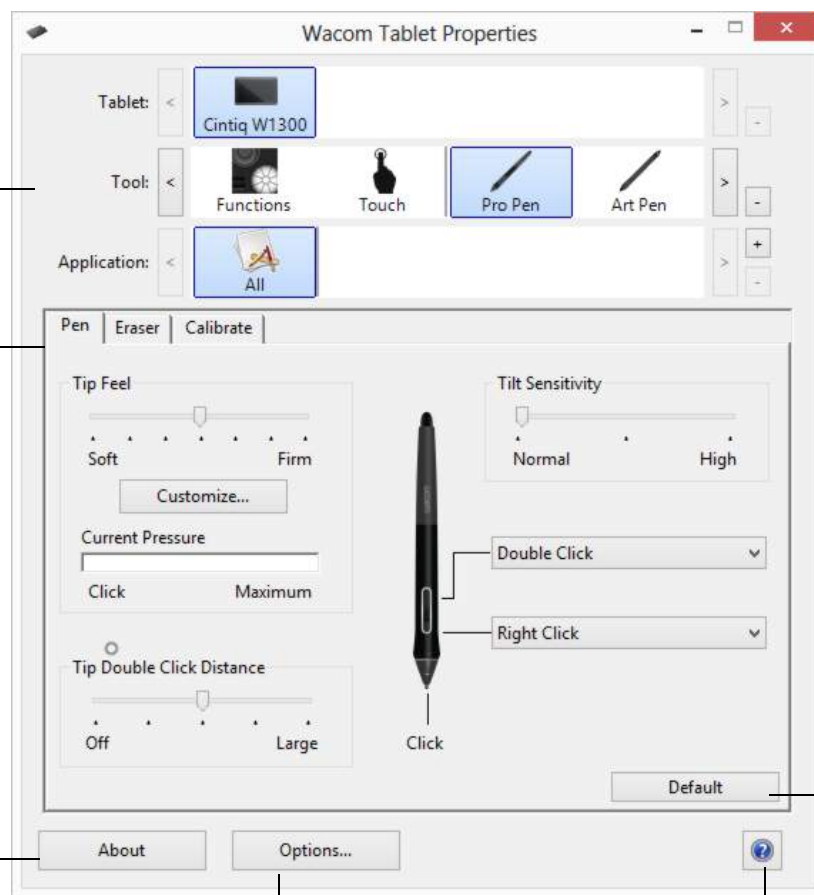 Wacom Tablet Properties
Tablet:
Cintiq W1300
Tool:
Functions Touch Pro Pen Art Pen
Application:
All
Pen Eraser Calibrate
Tip Feel
Soft Firm
Customize...
Current Pressure
Click Maximum
Tip Double Click Distance
Off Large
Tilt Sensitivity
Normal High
Double Click
Right Click
Click
Default
About Options...